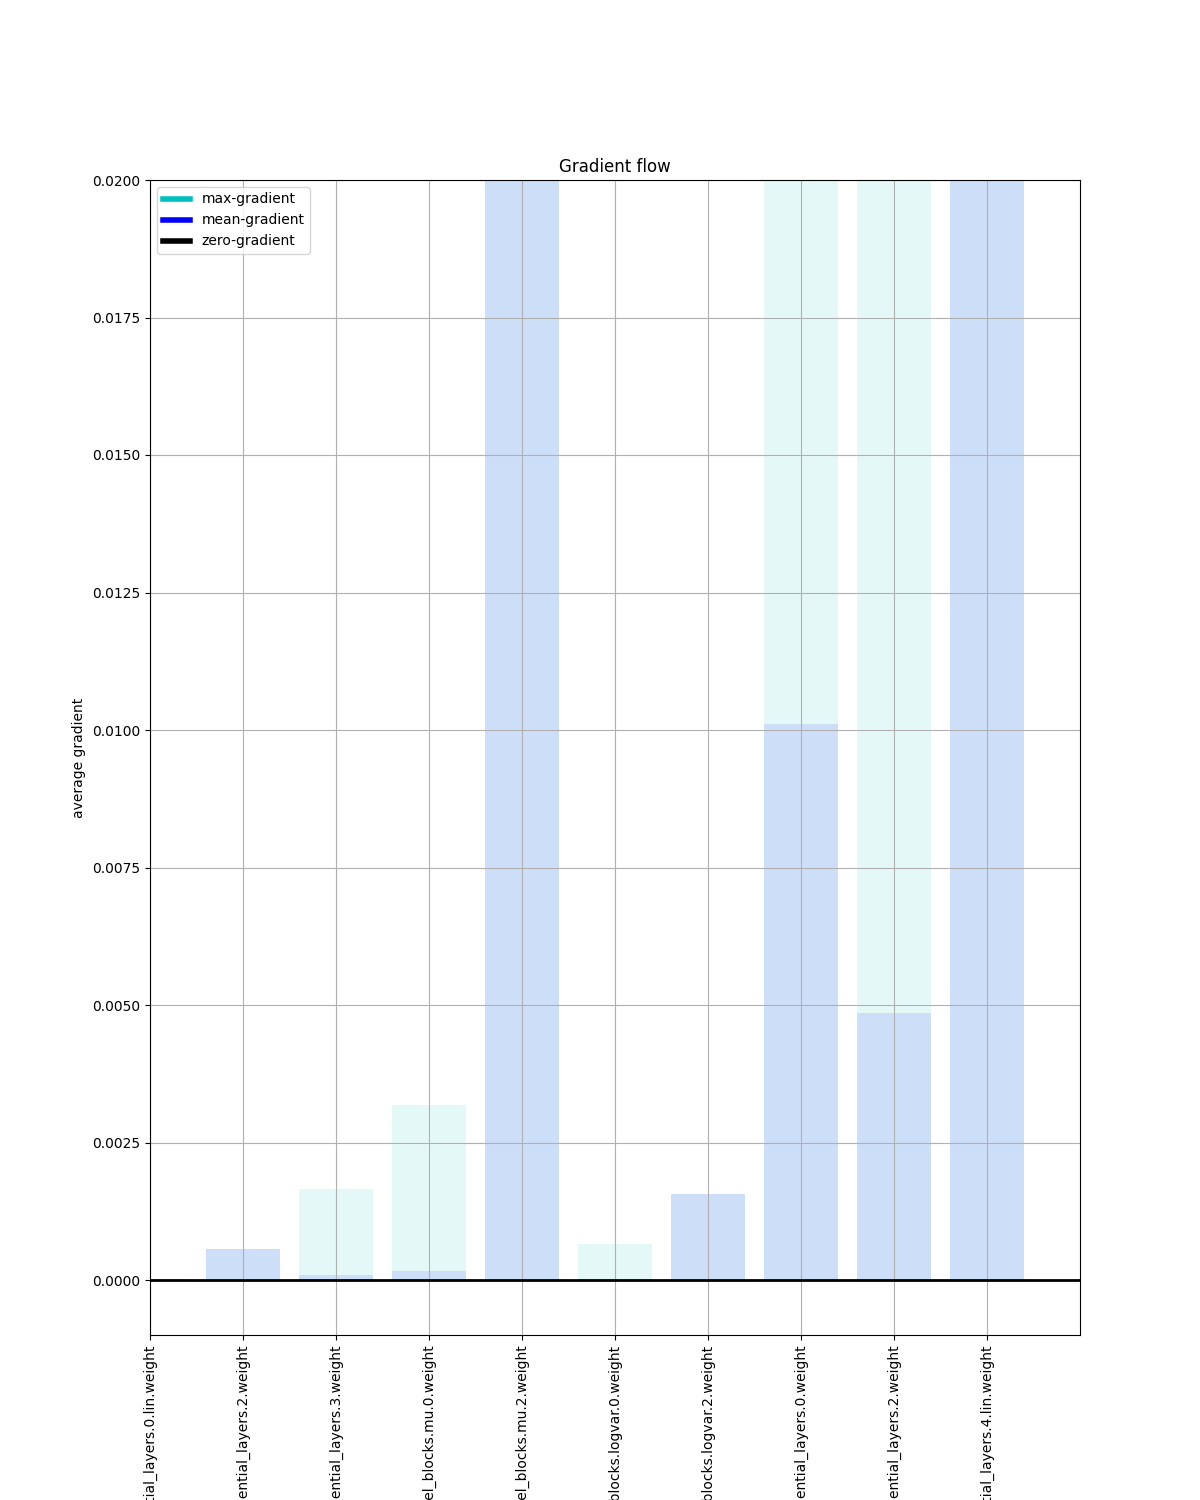 Gradient flow
max-gradient
mean-gradient
zero-gradient
0.0200
0.0175
0.0150
0.0125
0.0100
0.0075
0.0050
0.0025
0.0000
average gradient
tial_layers.0.lin.weight
ential_layers.2.weight
ential_layers.3.weight
el_blocks.mu.0.weight
el_blocks.mu.2.weight
blocks.logvar.0.weight
blocks.logvar.2.weight
ential_layers.0.weight
ential_layers.2.weight
tial_layers.4.lin.weight